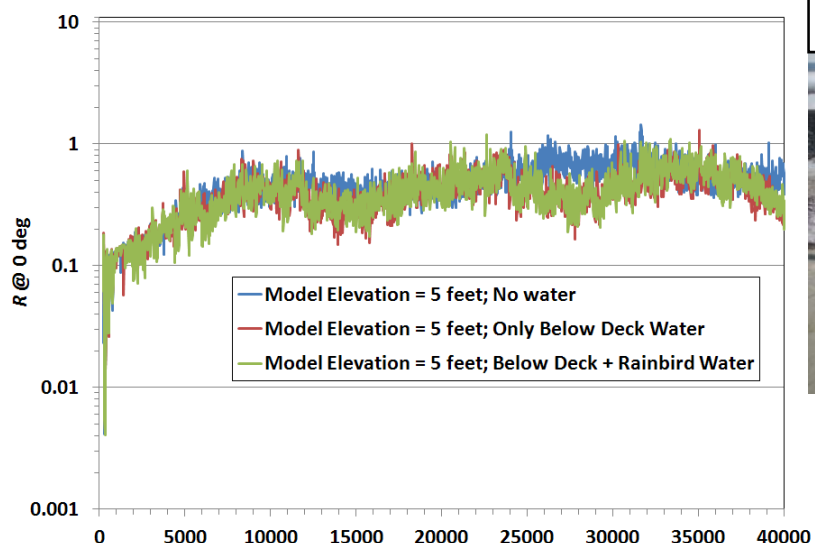 10
1
0.1
0.01
0.001
R @ 0 deg
Model Elevation = 5 feet; No water
Model Elevation = 5 feet; Only Below Deck Water
Model Elevation = 5 feet; Below Deck + Rainbird Water
0 5000 10000 15000 20000 25000 30000 35000 40000